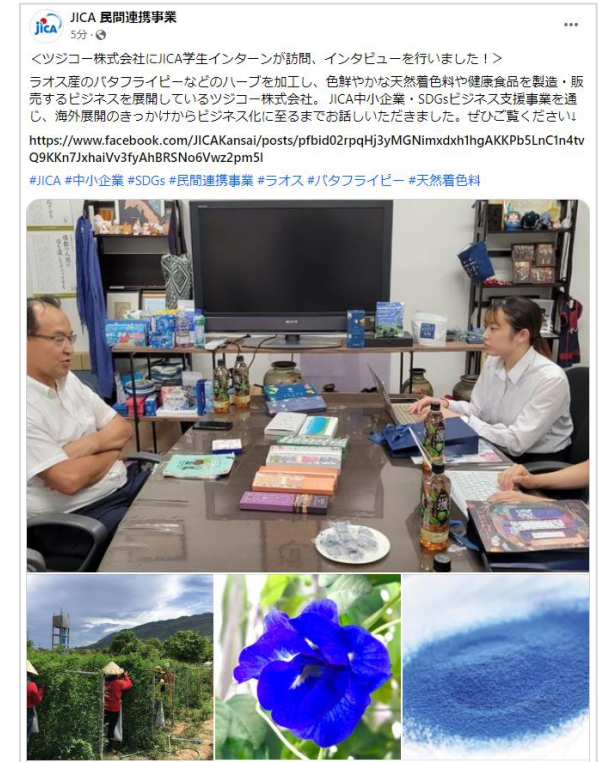 JICA
JICA 民間連携事業
5分
＜ツジコー株式会社にJICA学生インターンが訪問、インタビューを行いました！＞
ラオス産のバタフライピーなどのハーブを加工し、色鮮やかな天然着色料や健康食品を製造・販
売するビジネスを展開しているツジコー株式会社。 JICA中小企業・SDGsビジネス支援事業を通
じ、海外展開のきっかけからビジネス化に至るまでお話しいただきました。ぜひご覧ください↓
https://www.facebook.com/JICAKansai/posts/pfbid02rpqHj3yMGNimxdxh1hgAKKPb5LnC1n4tv
Q9KKn7JxhaiVv3fyAhBRSNo6Vwz2pm5l
#JICA #中小企業 #SDGs #民間連携事業 #ラオス #バタフライピー #天然着色料